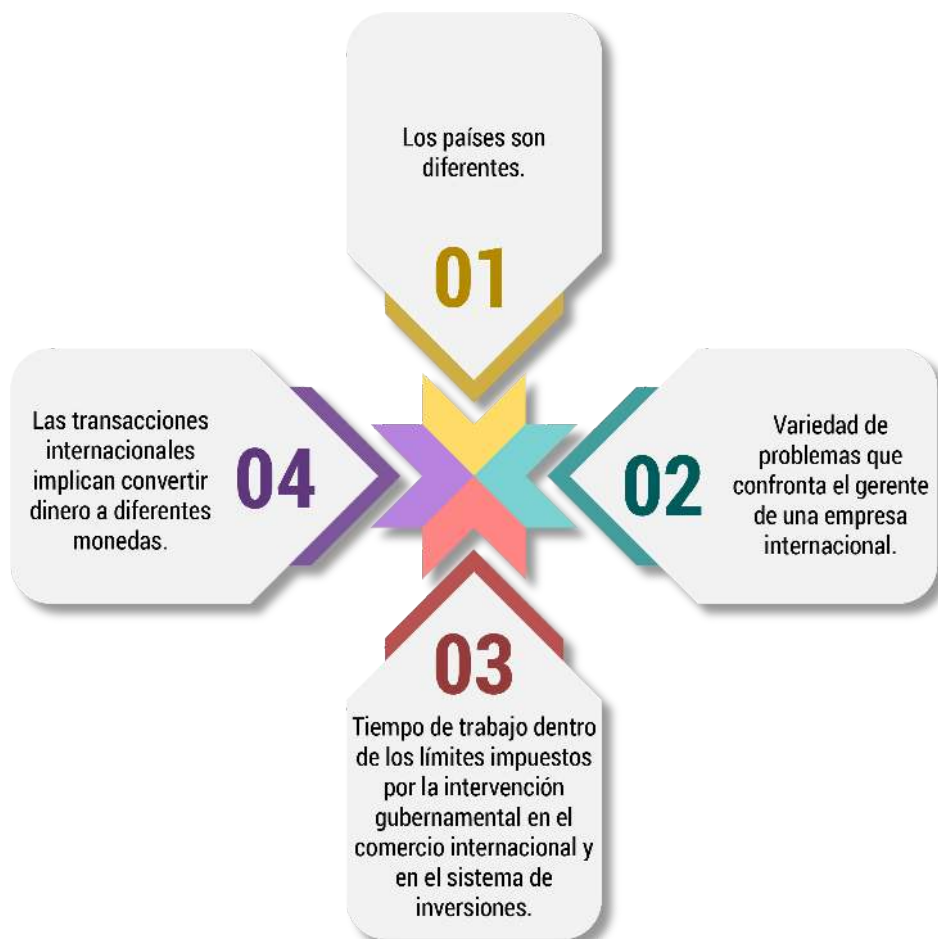 Los países son
diferentes.
01
02
Variedad de
problemas que
confronta el gerente
de una empresa
internacional.
03
Tiempo de trabajo dentro
de los límites impuestos
por la intervención
gubernamental en el
comercio internacional y
en el sistema de
inversiones.
Las transacciones
internacionales
implican convertir
dinero a diferentes
monedas.
04